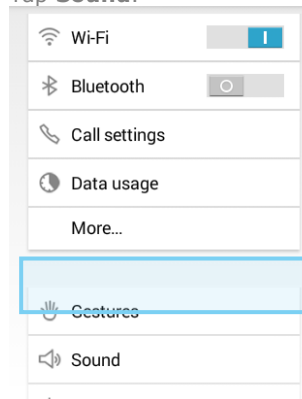 Tap Sound.
Wi-Fi
Bluetooth
Call settings
Data usage
More...
Gestures
Sound